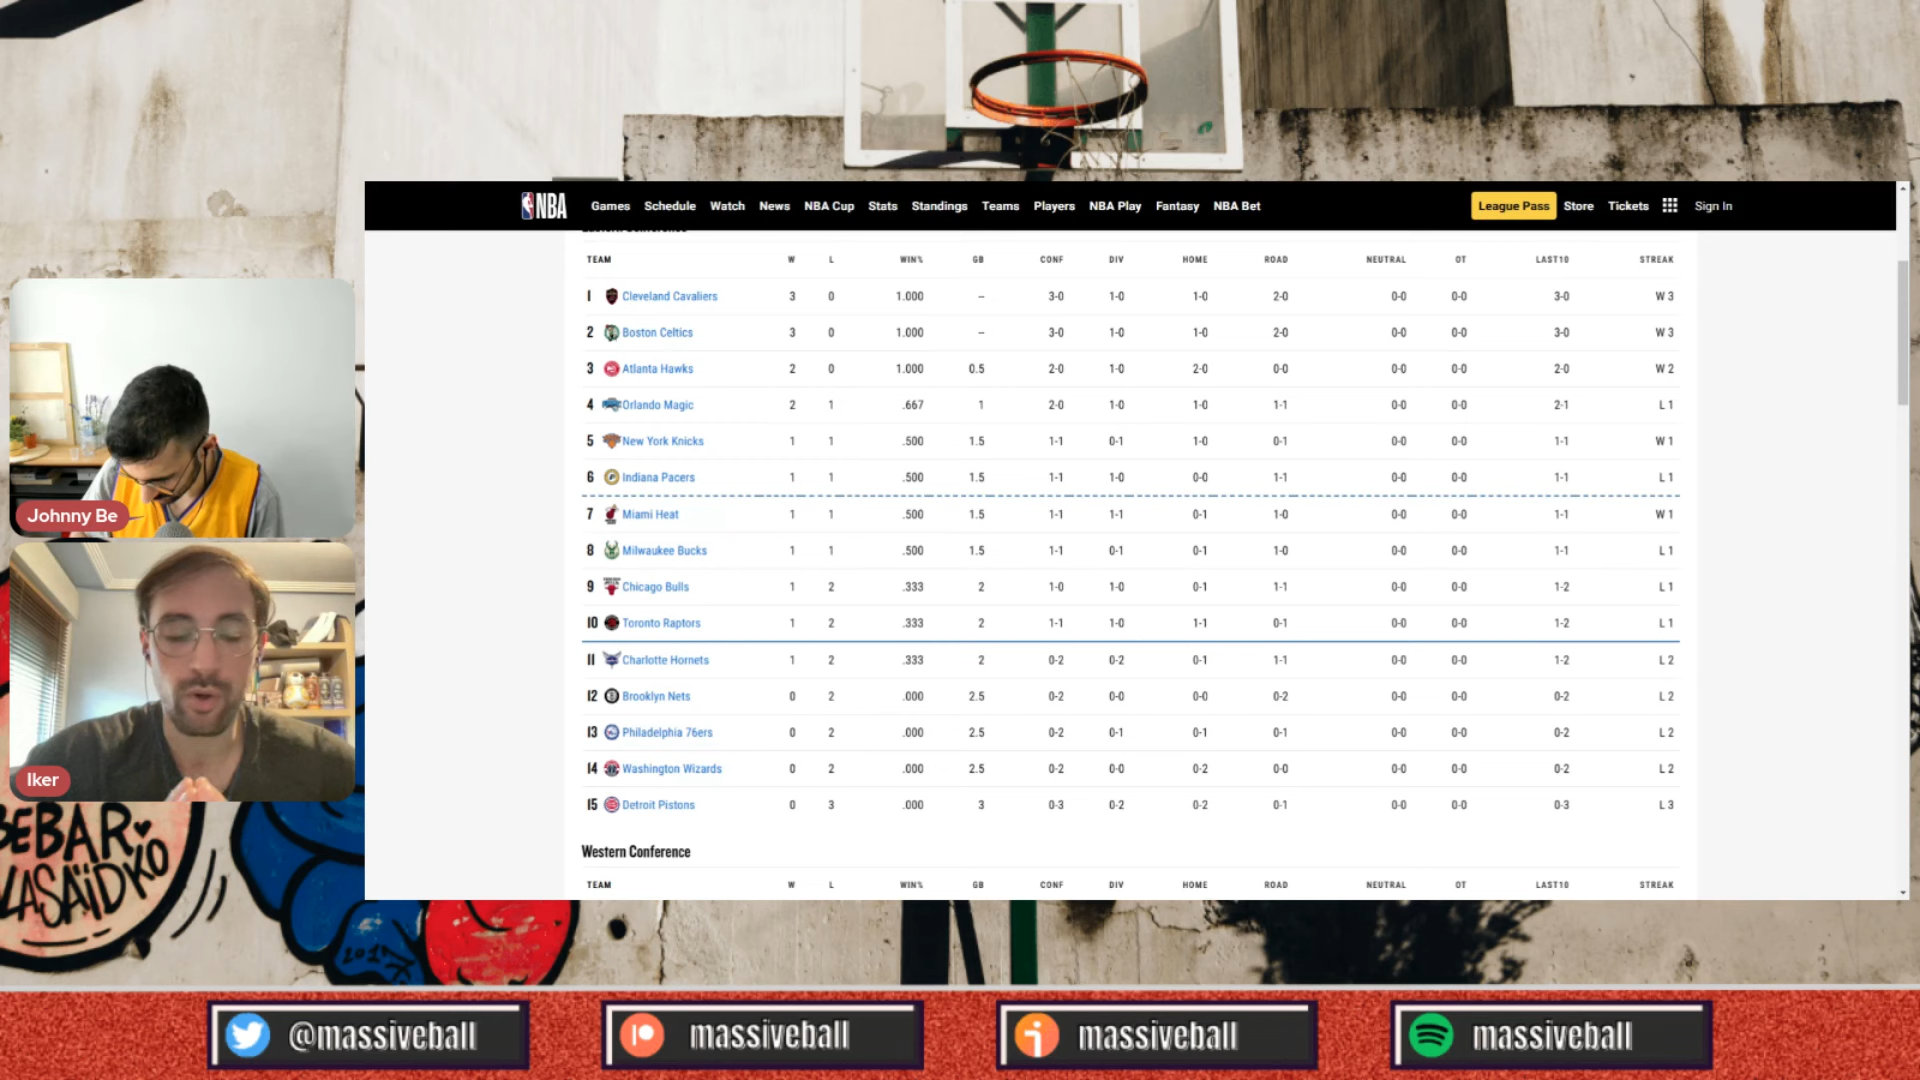 NBA Games Schedule Watch News NBA Cup Stats Standings Teams Players NBA Play Fantasy NBA Bet League Pass Store Tickets Sign In
Eastern Conference
TEAM W L WIN% GB CONF DIV HOME ROAD NEUTRAL OT LAST10 STREAK
1 Cleveland Cavaliers 3 0 1.000 -- 3-0 1-0 1-0 2-0 0-0 0-0 3-0 W 3
2 Boston Celtics 3 0 1.000 -- 3-0 1-0 1-0 2-0 0-0 0-0 3-0 W 3
3 Atlanta Hawks 2 0 1.000 0.5 2-0 1-0 2-0 0-0 0-0 0-0 2-0 W 2
4 Orlando Magic 2 1 .667 1 2-0 1-0 1-0 1-1 0-0 0-0 2-1 L 1
5 New York Knicks 1 1 .500 1.5 1-1 0-1 1-0 0-1 0-0 0-0 1-1 W 1
6 Indiana Pacers 1 1 .500 1.5 1-1 1-0 0-0 1-1 0-0 0-0 1-1 L 1
7 Miami Heat 1 1 .500 1.5 1-1 1-1 0-1 1-0 0-0 0-0 1-1 W 1
8 Milwaukee Bucks 1 1 .500 1.5 1-1 0-1 0-1 1-0 0-0 0-0 1-1 L 1
9 Chicago Bulls 1 2 .333 2 1-0 1-0 0-1 1-1 0-0 0-0 1-2 L 1
10 Toronto Raptors 1 2 .333 2 1-1 1-0 1-1 0-1 0-0 0-0 1-2 L 1
11 Charlotte Hornets 1 2 .333 2 0-2 0-2 0-1 1-1 0-0 0-0 1-2 L 2
12 Brooklyn Nets 0 2 .000 2.5 0-2 0-0 0-0 0-2 0-0 0-0 0-2 L 2
13 Philadelphia 76ers 0 2 .000 2.5 0-2 0-1 0-1 0-1 0-0 0-0 0-2 L 2
14 Washington Wizards 0 2 .000 2.5 0-2 0-0 0-2 0-0 0-0 0-0 0-2 L 2
15 Detroit Pistons 0 3 .000 3 0-3 0-2 0-2 0-1 0-0 0-0 0-3 L 3
Western Conference
TEAM W L WIN% GB CONF DIV HOME ROAD NEUTRAL OT LAST10 STREAK
Johnny Be
Iker
BEBAR
LASAÏDKO
@massiveball
massiveball
massiveball
massiveball